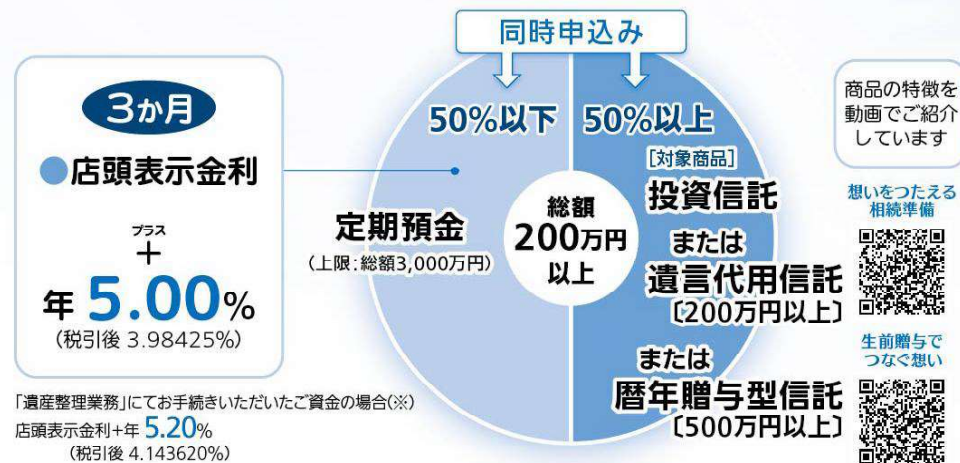 同時申込み
3か月
●店頭表示金利
プラス
+
年 5.00%
(税引後 3.98425%)
「遺産整理業務」にてお手続きいただいたご資金の場合(※)
店頭表示金利+年 5.20%
(税引後 4.143620%)
50%以下
定期預金
(上限:総額3,000万円)
総額
200万円
以上
50%以上
[対象商品]
投資信託
または
遺言代用信託
〔200万円以上〕
または
暦年贈与型信託
〔500万円以上〕
商品の特徴を
動画でご紹介
しています
想いをつたえる
相続準備
生前贈与で
つなぐ想い